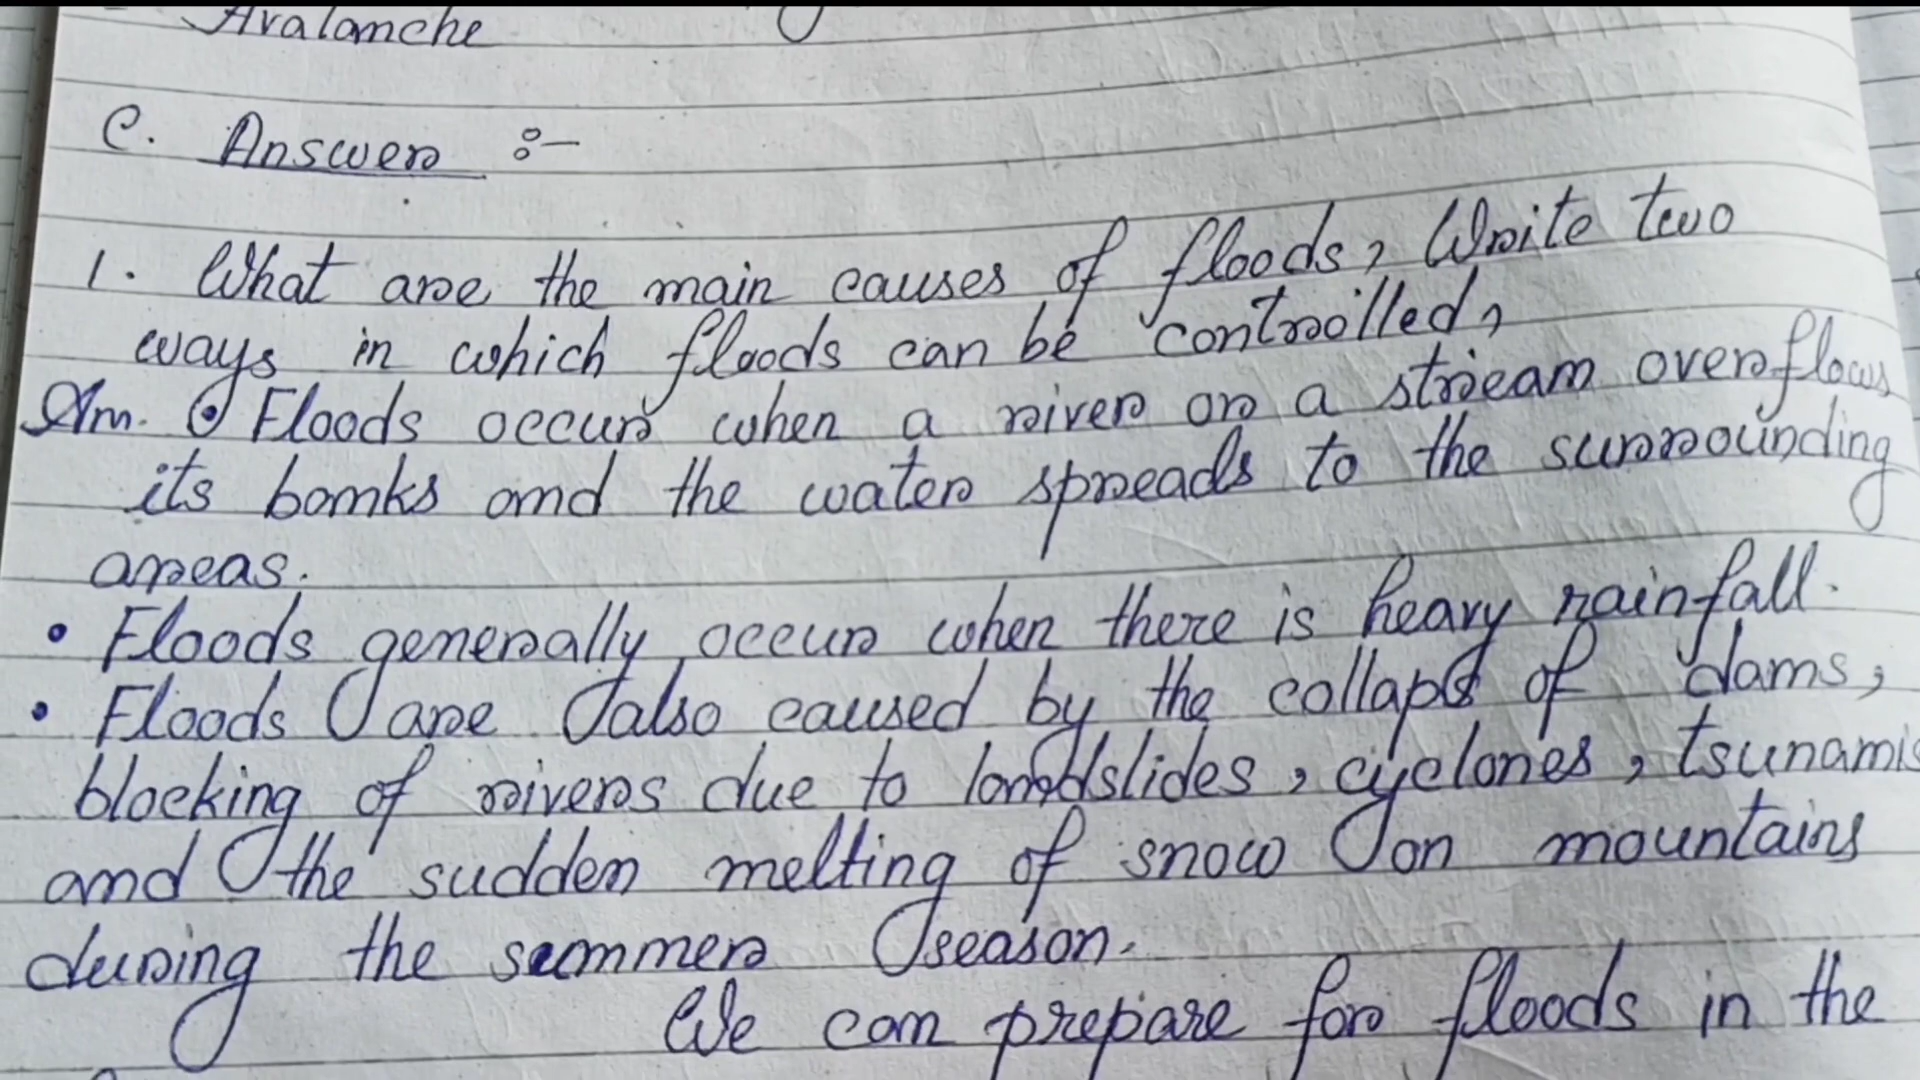 Avalanche
C. Answer :-
1. What are the main causes of floods? Write two
ways in which floods can be controlled?
Ans. Floods occur when a river or a stream overflows
its banks and the water spreads to the surrounding
areas.
• Floods generally occur when there is heavy rainfall.
• Floods are also caused by the collaps of dams,
blocking of rivers due to landslides, cyclones, tsunamis
and the sudden melting of snow on mountains
during the summer season.
We can prepare for floods in the